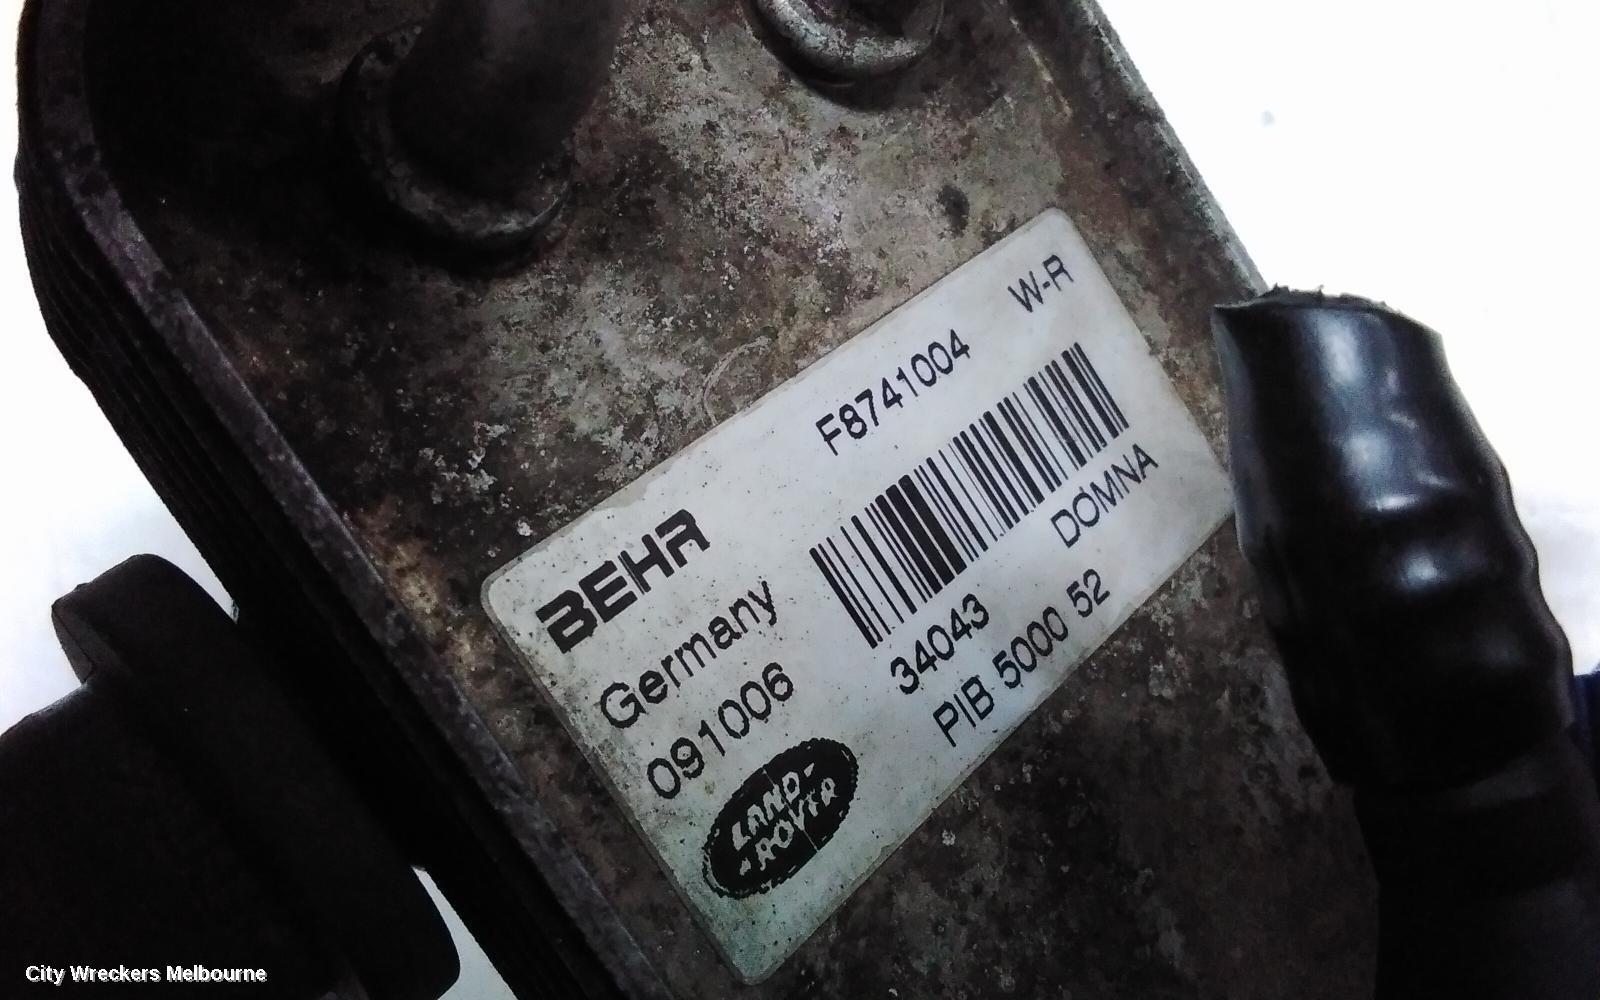 F8741004 W-R
BEHR
Germany
091006
34043 DOMNA
PIB 5000 52
LAND-
-ROVER
City Wreckers Melbourne